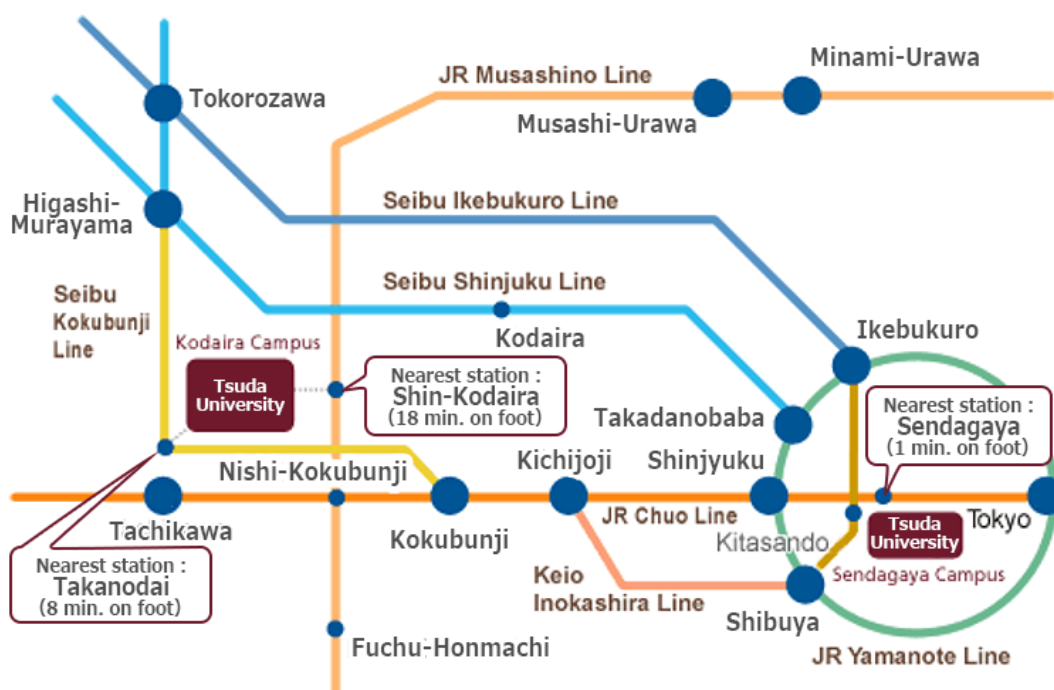 Minami-Urawa
JR Musashino Line
Tokorozawa
Musashi-Urawa
Higashi-
Murayama
Seibu Ikebukuro Line
Seibu
Kokubunji
Line
Seibu Shinjuku Line
Kodaira
Ikebukuro
Kodaira Campus
Tsuda
University
Nearest station :
Shin-Kodaira
(18 min. on foot)
Takadanobaba
Nearest station :
Sendagaya
(1 min. on foot)
Nishi-Kokubunji
Kichijoji
Shinjyuku
Tachikawa
Kokubunji
JR Chuo Line
Kitasando
Tsuda
University
Tokyo
Nearest station :
Takanodai
(8 min. on foot)
Keio
Inokashira Line
Sendagaya Campus
Shibuya
Fuchu-Honmachi
JR Yamanote Line